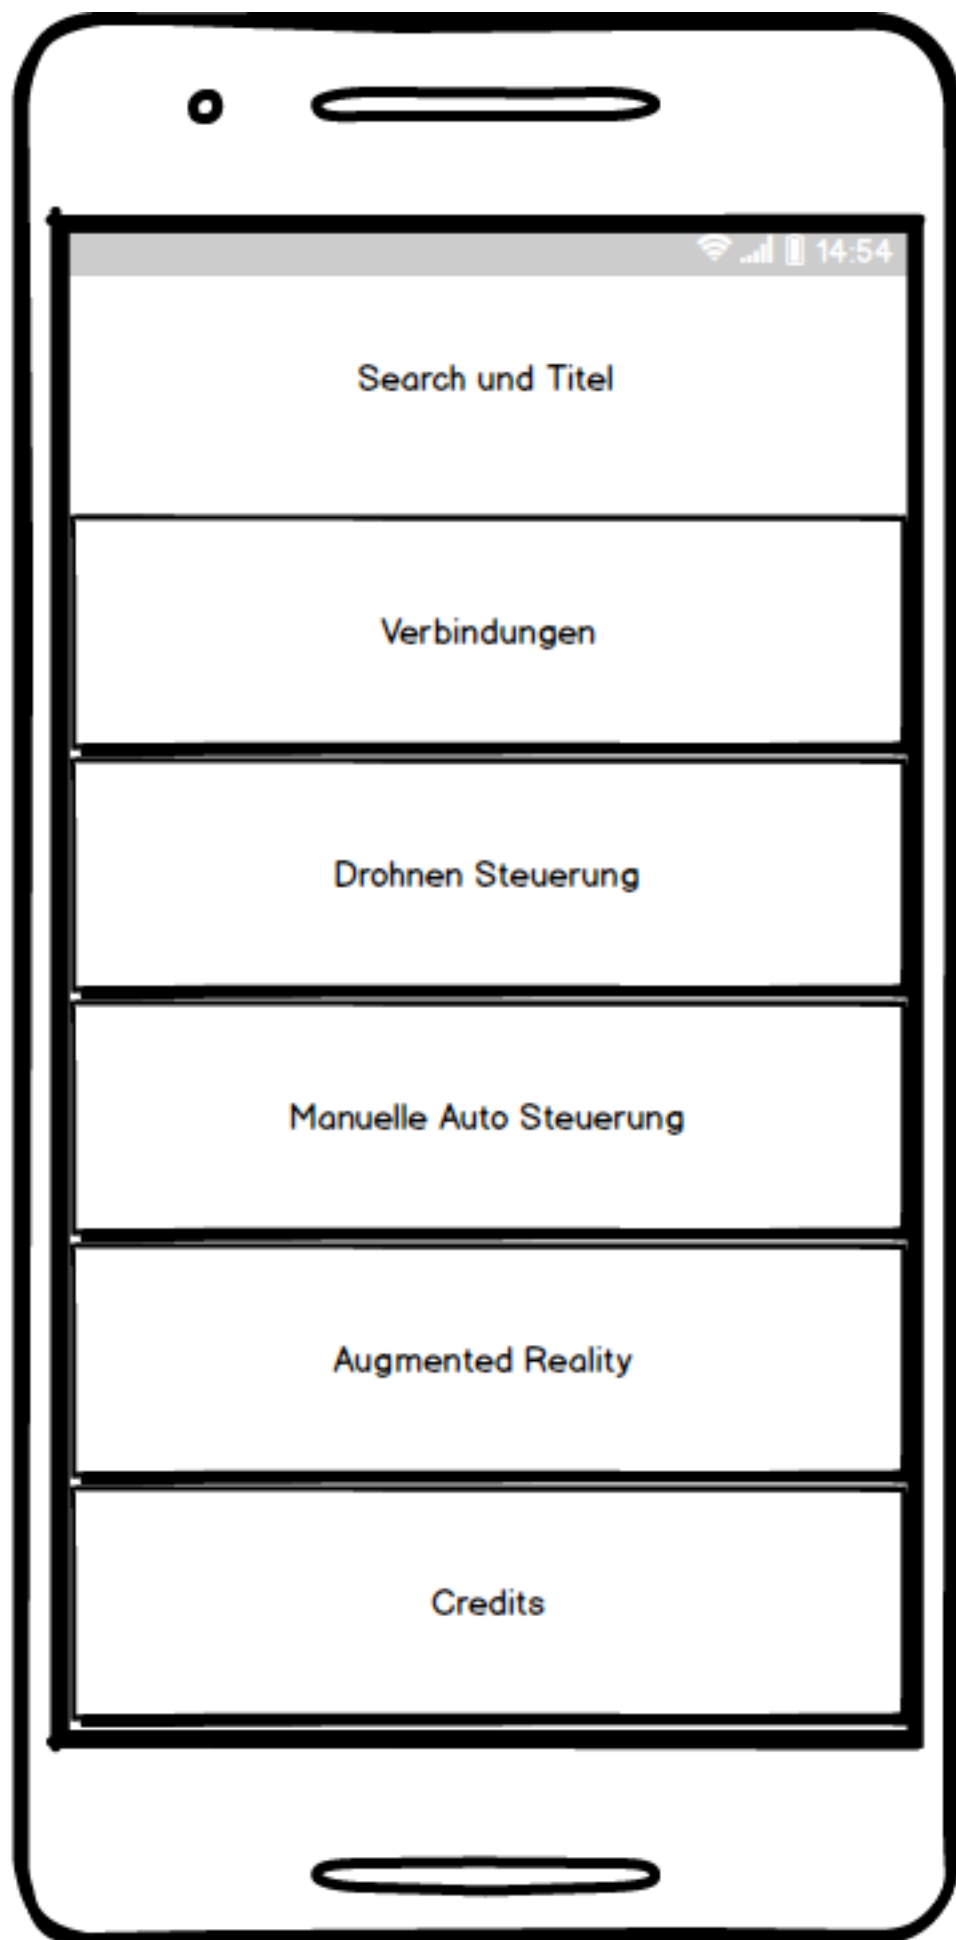 14:54
Search und Titel
Verbindungen
Drohnen Steuerung
Manuelle Auto Steuerung
Augmented Reality
Credits